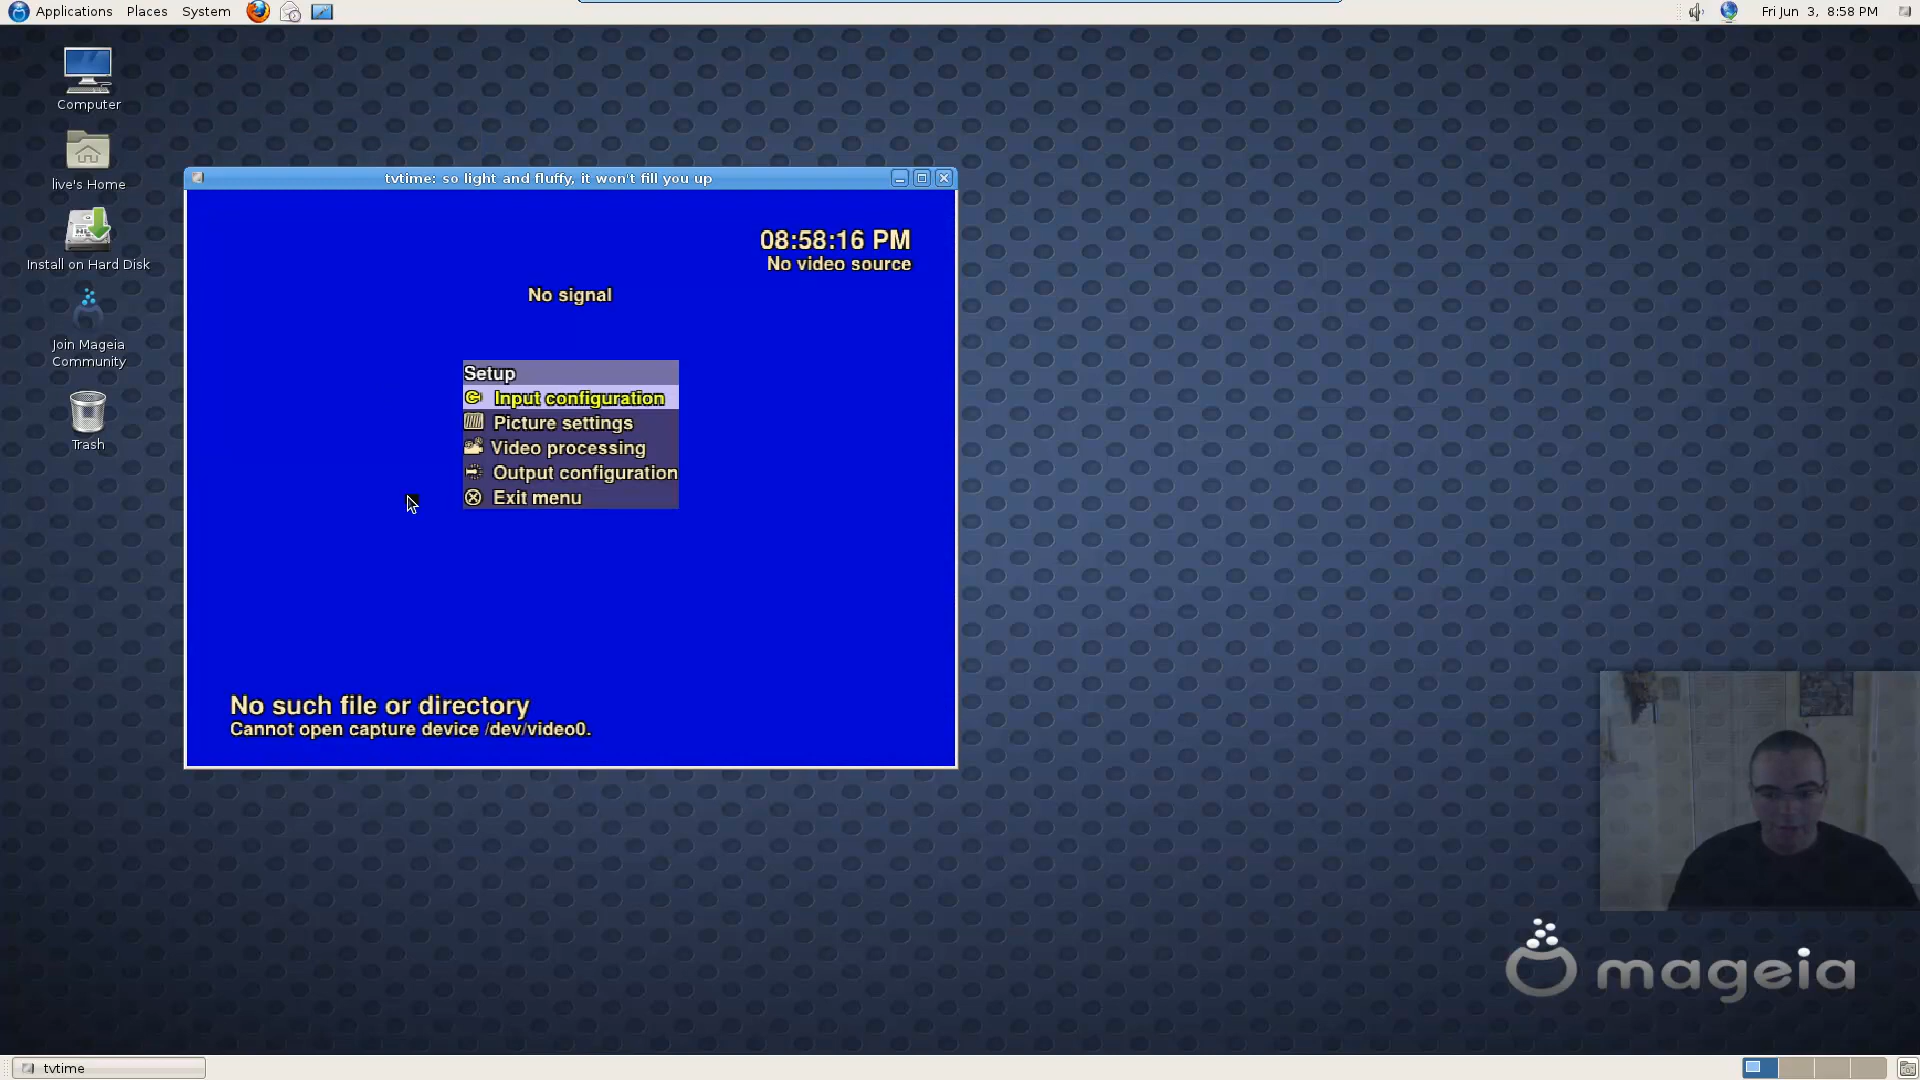 Applications Places System
Fri Jun 3, 8:58 PM
Computer
live's Home
Install on Hard Disk
Join Mageia
Community
Trash
tvtime: so light and fluffy, it won't fill you up
08:58:16 PM
No video source
No signal
Setup
Input configuration
Picture settings
Video processing
Output configuration
Exit menu
No such file or directory
Cannot open capture device /dev/video0.
mageia
tvtime